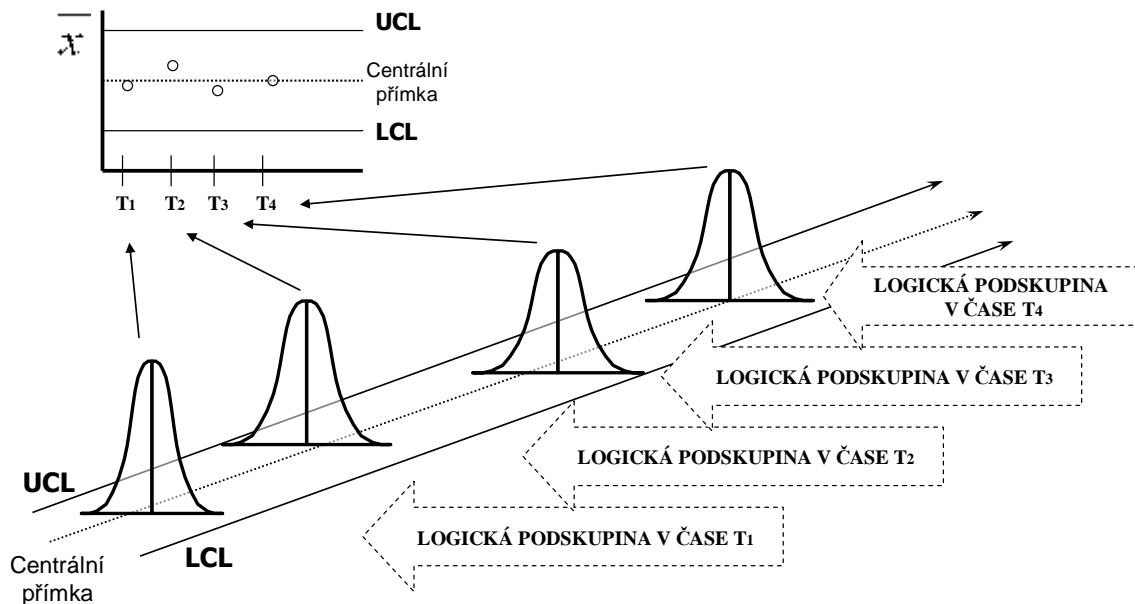 x̄
UCL
Centrální
přímka
LCL
T1 T2 T3 T4
LOGICKÁ PODSKUPINA
V ČASE T4
LOGICKÁ PODSKUPINA V ČASE T3
LOGICKÁ PODSKUPINA V ČASE T2
LOGICKÁ PODSKUPINA V ČASE T1
UCL
LCL
Centrální
přímka